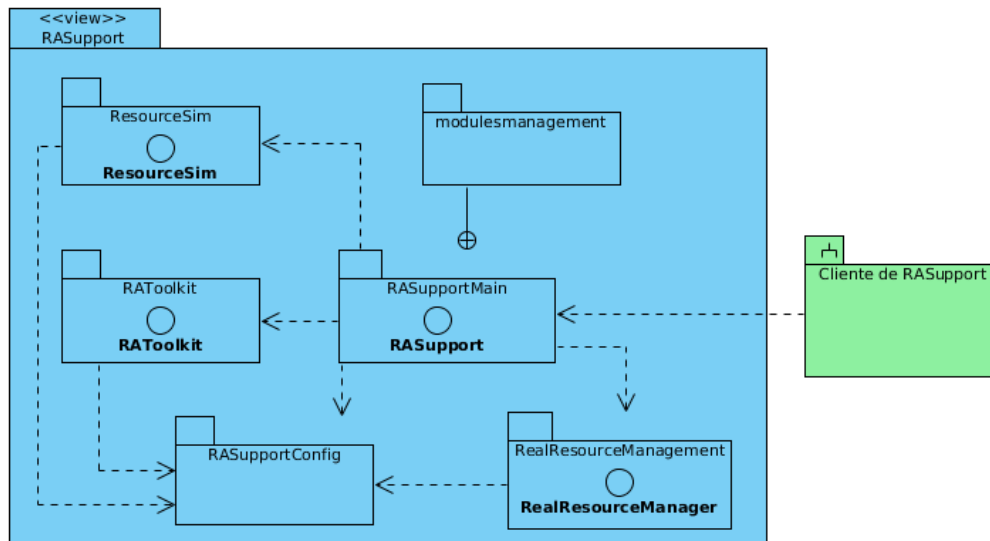 <<view>>
RASupport
ResourceSim
ResourceSim
modulesmanagement
Cliente de RASupport
RAToolkit
RAToolkit
RASupportMain
RASupport
RASupportConfig
RealResourceManagement
RealResourceManager